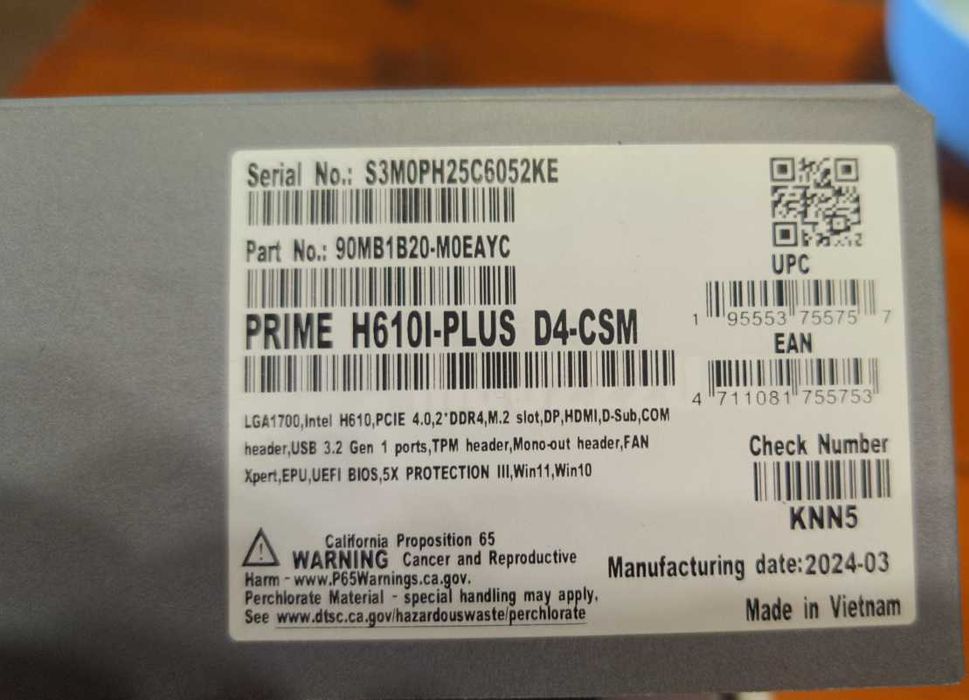 Serial No.: S3M0PH25C6052KE
Part No.: 90MB1B20-M0EAYC
PRIME H610I-PLUS D4-CSM
LGA1700,Intel H610,PCIE 4.0,2*DDR4,M.2 slot,DP,HDMI,D-Sub,COM
header,USB 3.2 Gen 1 ports,TPM header,Mono-out header,FAN
Xpert,EPU,UEFI BIOS,5X PROTECTION III,Win11,Win10
California Proposition 65
WARNING Cancer and Reproductive
Harm - www.P65Warnings.ca.gov.
Perchlorate Material - special handling may apply.
See www.dtsc.ca.gov/hazardouswaste/perchlorate
UPC
1 95553 75575 7
EAN
4 711081 755753
Check Number
KNN5
Manufacturing date:2024-03
Made in Vietnam